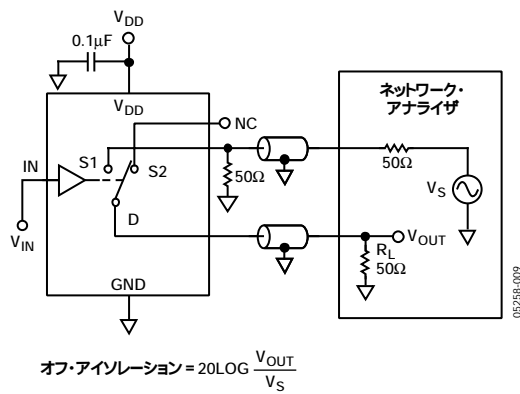 VDD
0.1μF
VDD
NC
IN
S1
S2
D
VIN
GND
50Ω
ネットワーク・
アナライザ
50Ω
VS
VOUT
RL
50Ω
05258-009
オフ・アイソレーション = 20LOG VOUT
VS